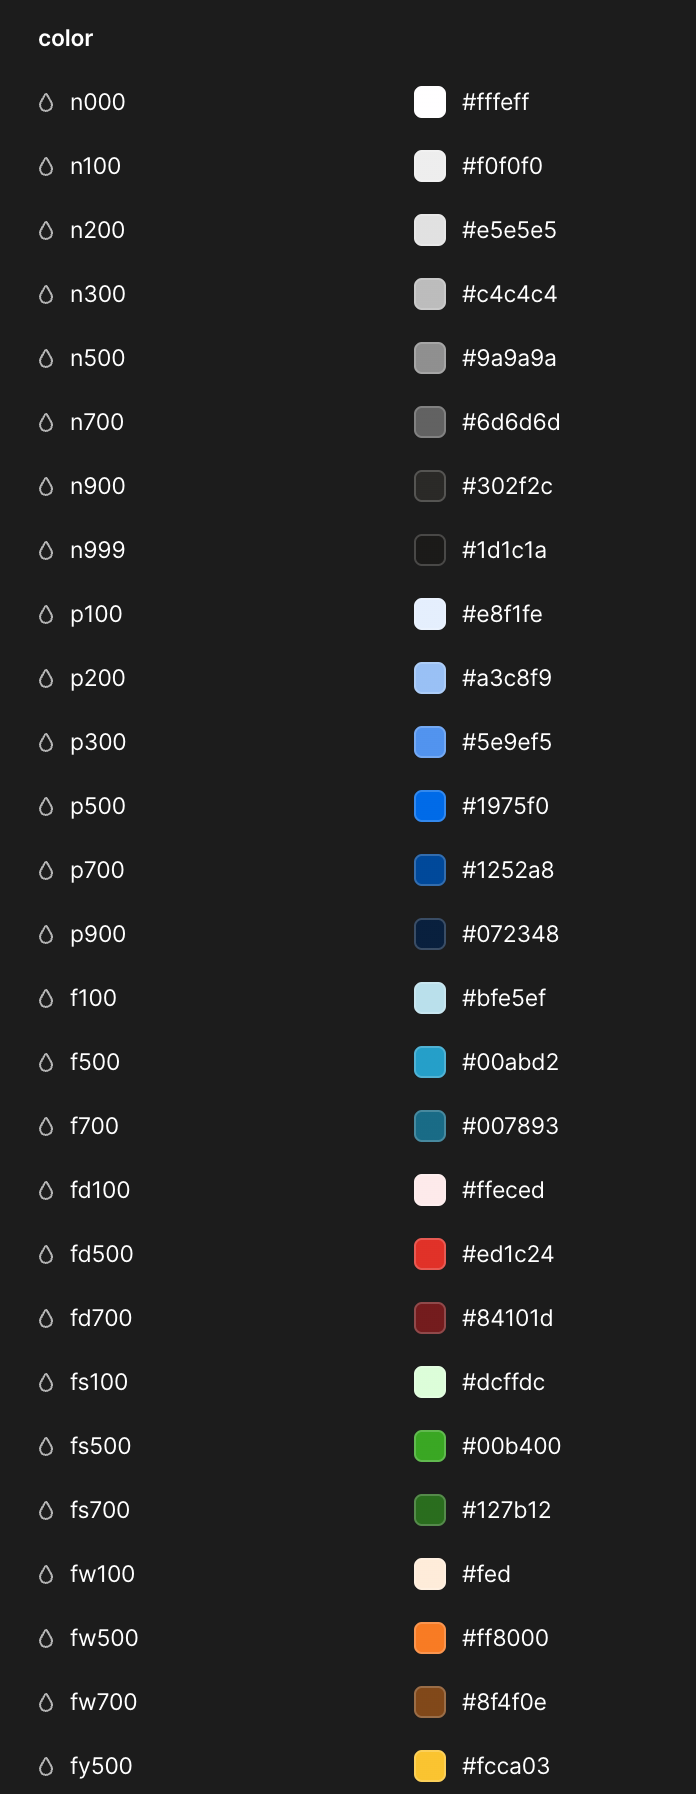 color
n000 #fffeff
n100 #f0f0f0
n200 #e5e5e5
n300 #c4c4c4
n500 #9a9a9a
n700 #6d6d6d
n900 #302f2c
n999 #1d1c1a
p100 #e8f1fe
p200 #a3c8f9
p300 #5e9ef5
p500 #1975f0
p700 #1252a8
p900 #072348
f100 #bfe5ef
f500 #00abd2
f700 #007893
fd100 #ffeced
fd500 #ed1c24
fd700 #84101d
fs100 #dcffdc
fs500 #00b400
fs700 #127b12
fw100 #fed
fw500 #ff8000
fw700 #8f4f0e
fy500 #fcca03